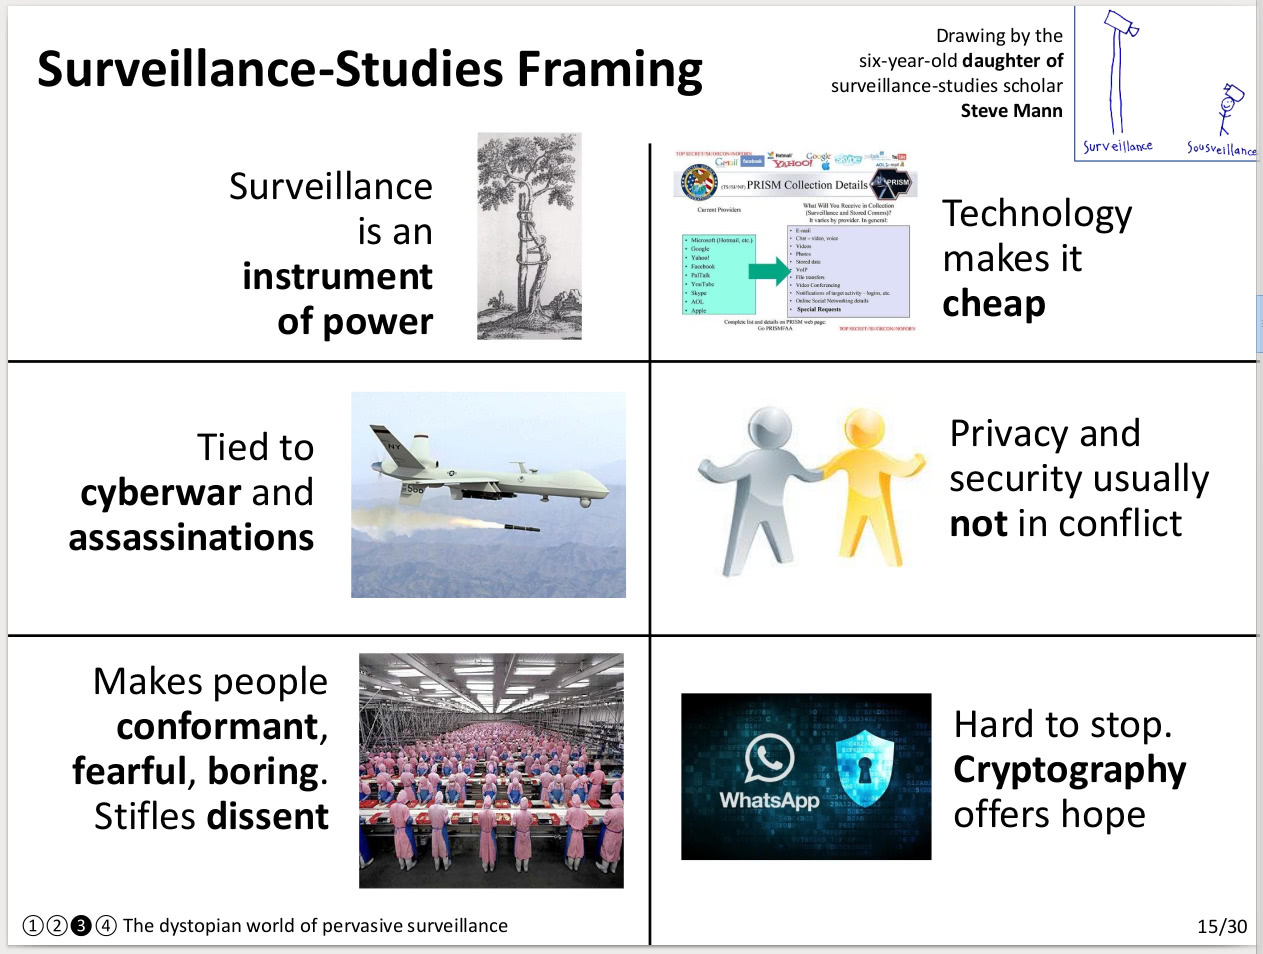 Surveillance-Studies Framing
Drawing by the
six-year-old daughter of
surveillance-studies scholar
Steve Mann
Surveillance
Sousveillance
Surveillance
is an
instrument
of power
TOP SECRET//SI//ORCON//NOFORN
Gmail facebook Hotmail Google skype paltalk YouTube
YAHOO! AOL mail
(TS//SI//NF) PRISM Collection Details
PRISM
Current Providers
What Will You Receive in Collection
(Surveillance and Stored Comms)?
It varies by provider. In general:
• Microsoft (Hotmail, etc.)
• Google
• Yahoo!
• Facebook
• PalTalk
• YouTube
• Skype
• AOL
• Apple
• E-mail
• Chat – video, voice
• Videos
• Photos
• Stored data
• VoIP
• File transfers
• Video Conferencing
• Notifications of target activity – logins, etc.
• Online Social Networking details
• Special Requests
Complete list and details on PRISM web page:
Go PRISMFAA
TOP SECRET//SI//ORCON//NOFORN
Technology
makes it
cheap
Tied to
cyberwar and
assassinations
NY
Privacy and
security usually
not in conflict
Makes people
conformant,
fearful, boring.
Stifles dissent
WhatsApp
Hard to stop.
Cryptography
offers hope
①②❸④ The dystopian world of pervasive surveillance
15/30